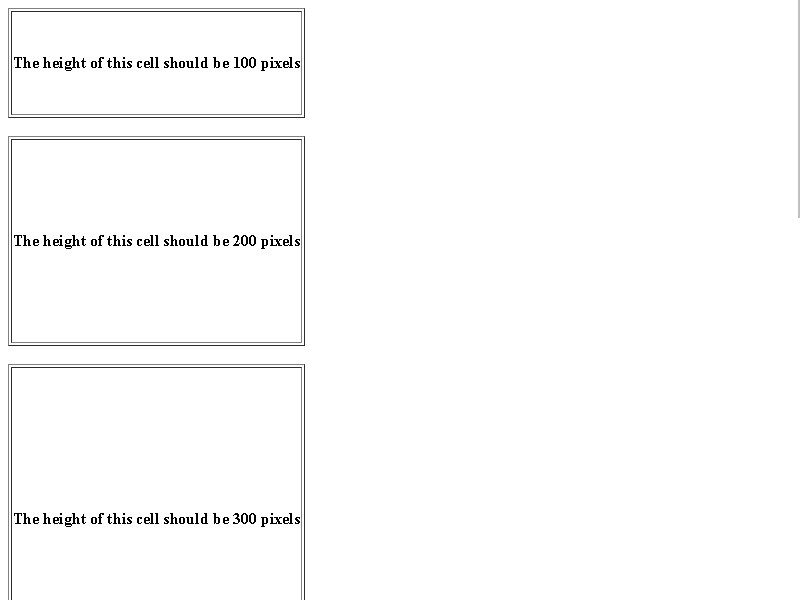 The height of this cell should be 100 pixels
The height of this cell should be 200 pixels
The height of this cell should be 300 pixels